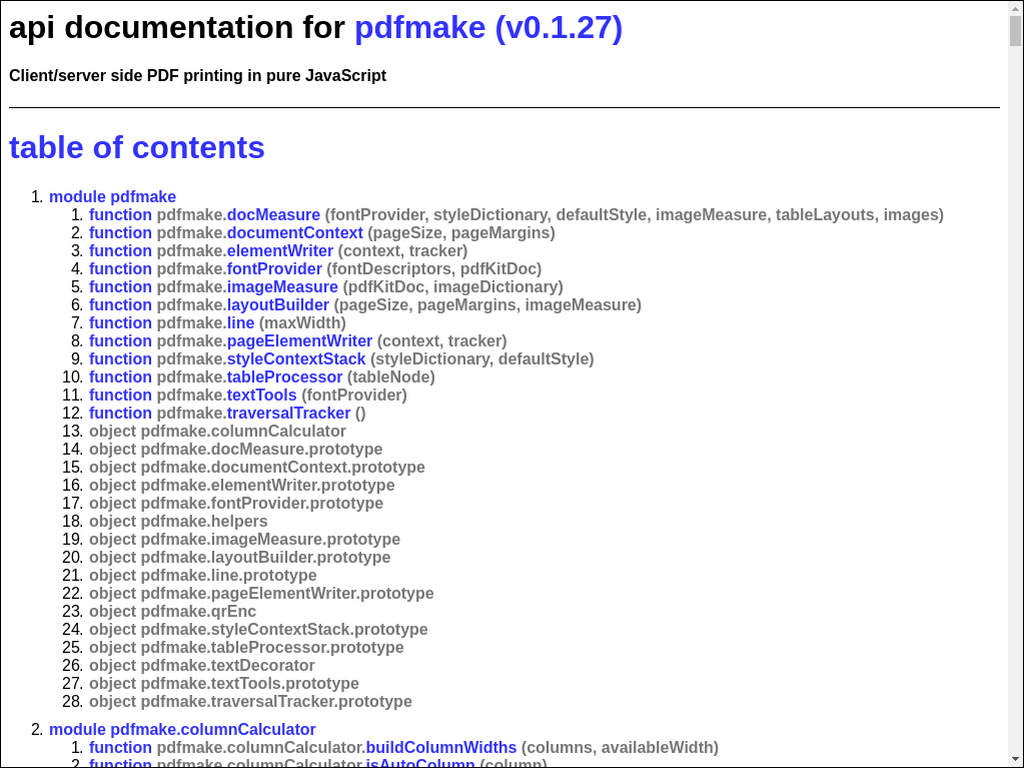 api documentation for pdfmake (v0.1.27)
Client/server side PDF printing in pure JavaScript
table of contents
1. module pdfmake
1. function pdfmake.docMeasure (fontProvider, styleDictionary, defaultStyle, imageMeasure, tableLayouts, images)
2. function pdfmake.documentContext (pageSize, pageMargins)
3. function pdfmake.elementWriter (context, tracker)
4. function pdfmake.fontProvider (fontDescriptors, pdfKitDoc)
5. function pdfmake.imageMeasure (pdfKitDoc, imageDictionary)
6. function pdfmake.layoutBuilder (pageSize, pageMargins, imageMeasure)
7. function pdfmake.line (maxWidth)
8. function pdfmake.pageElementWriter (context, tracker)
9. function pdfmake.styleContextStack (styleDictionary, defaultStyle)
10. function pdfmake.tableProcessor (tableNode)
11. function pdfmake.textTools (fontProvider)
12. function pdfmake.traversalTracker ()
13. object pdfmake.columnCalculator
14. object pdfmake.docMeasure.prototype
15. object pdfmake.documentContext.prototype
16. object pdfmake.elementWriter.prototype
17. object pdfmake.fontProvider.prototype
18. object pdfmake.helpers
19. object pdfmake.imageMeasure.prototype
20. object pdfmake.layoutBuilder.prototype
21. object pdfmake.line.prototype
22. object pdfmake.pageElementWriter.prototype
23. object pdfmake.qrEnc
24. object pdfmake.styleContextStack.prototype
25. object pdfmake.tableProcessor.prototype
26. object pdfmake.textDecorator
27. object pdfmake.textTools.prototype
28. object pdfmake.traversalTracker.prototype
2. module pdfmake.columnCalculator
1. function pdfmake.columnCalculator.buildColumnWidths (columns, availableWidth)
2. function pdfmake.columnCalculator.isAutoColumn (column)